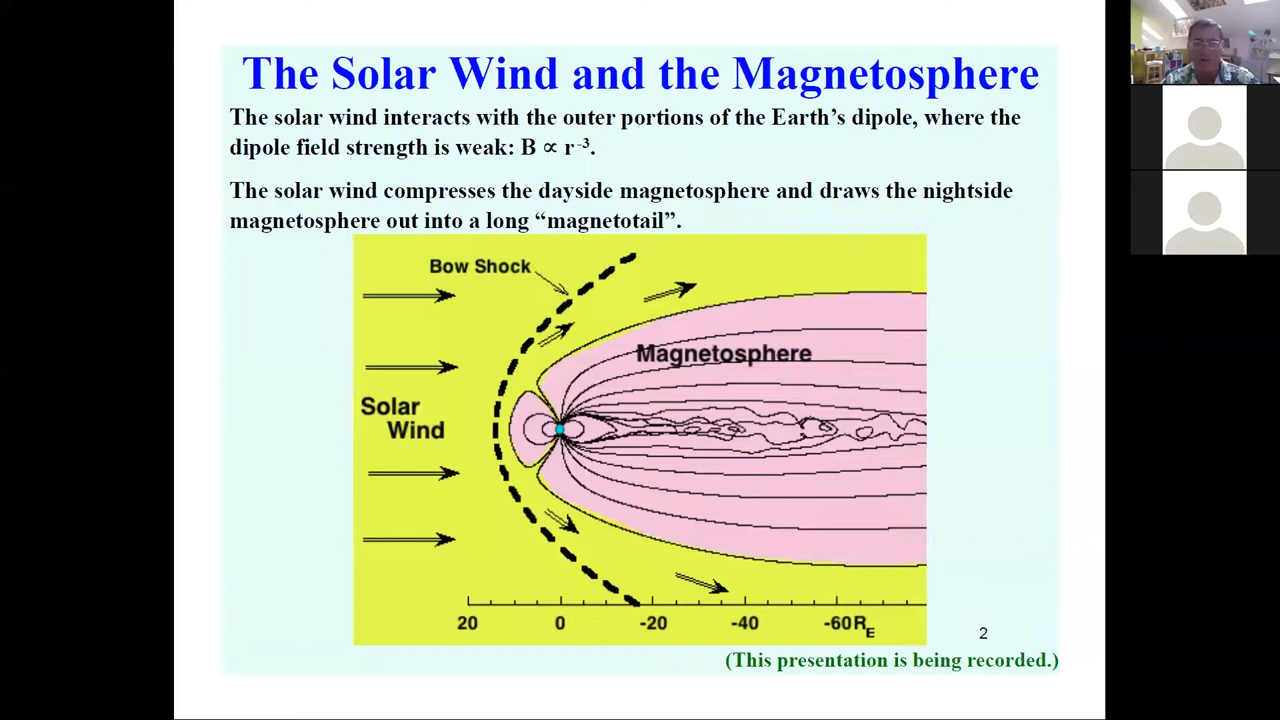 The Solar Wind and the Magnetosphere
The solar wind interacts with the outer portions of the Earth’s dipole, where the
dipole field strength is weak: B ∝ r⁻³.
The solar wind compresses the dayside magnetosphere and draws the nightside
magnetosphere out into a long “magnetotail”.
Bow Shock
Magnetosphere
Solar
Wind
20 0 -20 -40 -60RE
2
(This presentation is being recorded.)